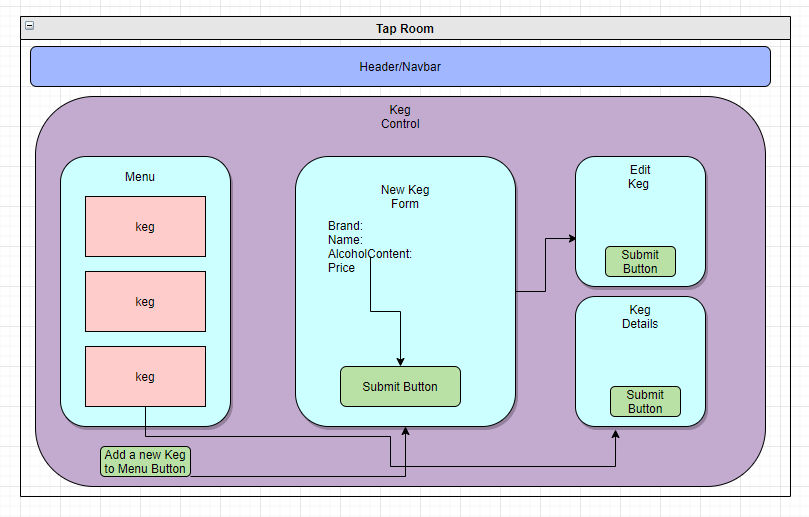 Tap Room
Header/Navbar
Keg
Control
Menu
keg
keg
keg
Add a new Keg
to Menu Button
New Keg
Form
Brand:
Name:
AlcoholContent:
Price
Submit Button
Edit
Keg
Submit
Button
Keg
Details
Submit
Button